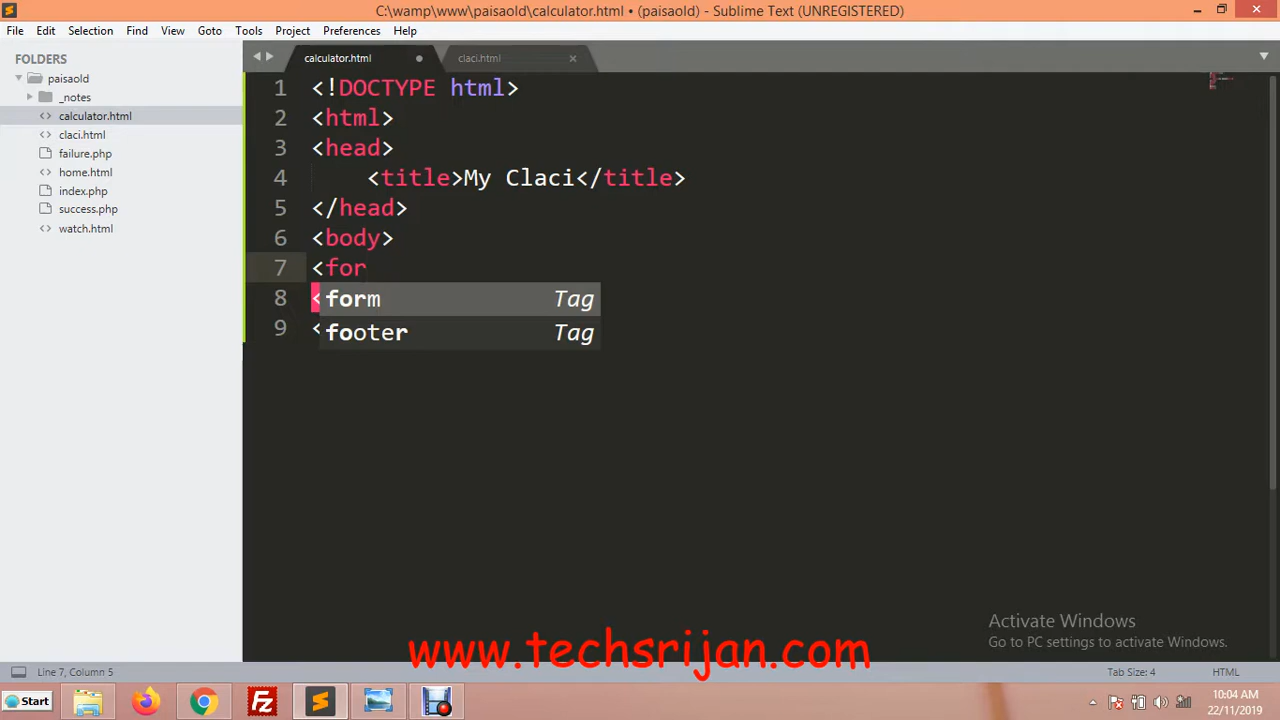 C:\wamp\www\paisaold\calculator.html • (paisaold) - Sublime Text (UNREGISTERED)
File Edit Selection Find View Goto Tools Project Preferences Help
FOLDERS
paisaold
_notes
calculator.html
claci.html
failure.php
home.html
index.php
success.php
watch.html
calculator.html claci.html
1 <!DOCTYPE html>
2 <html>
3 <head>
4 <title>My Claci</title>
5 </head>
6 <body>
7 <for
8 <
form Tag
9 <
footer Tag
Activate Windows
Go to PC settings to activate Windows.
www.techsrijan.com
Line 7, Column 5 Tab Size: 4 HTML
Start
10:04 AM
22/11/2019